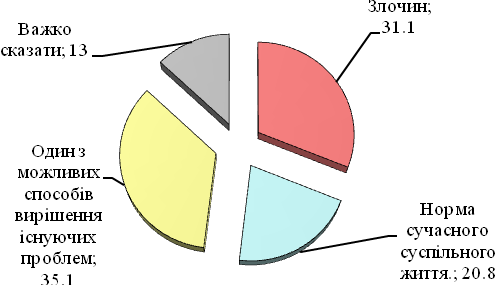 Злочин;
31.1
Важко
сказати; 13
Один з
можливих
способів
вирішення
існуючих
проблем;
35.1
Норма
сучасного
суспільного
життя.; 20.8